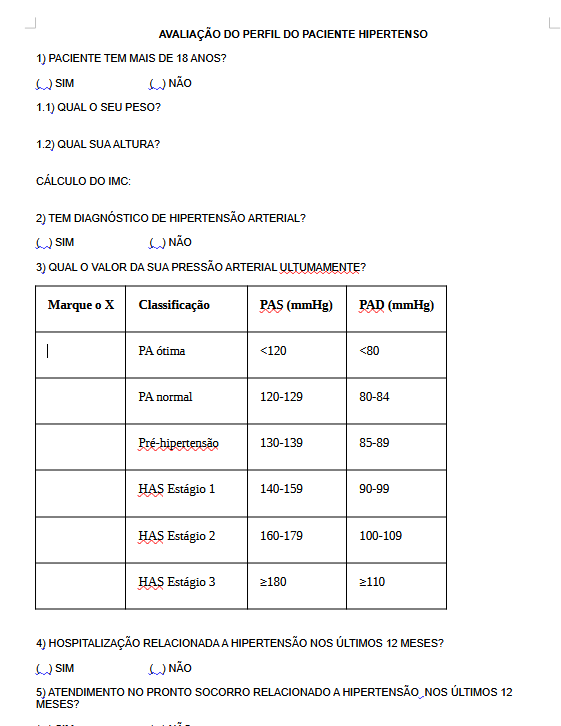 AVALIAÇÃO DO PERFIL DO PACIENTE HIPERTENSO
1) PACIENTE TEM MAIS DE 18 ANOS?
( ) SIM ( ) NÃO
1.1) QUAL O SEU PESO?
1.2) QUAL SUA ALTURA?
CÁLCULO DO IMC:
2) TEM DIAGNÓSTICO DE HIPERTENSÃO ARTERIAL?
( ) SIM ( ) NÃO
3) QUAL O VALOR DA SUA PRESSÃO ARTERIAL ULTUMAMENTE?
Marque o X Classificação PAS (mmHg) PAD (mmHg)
PA ótima <120 <80
PA normal 120-129 80-84
Pré-hipertensão 130-139 85-89
HAS Estágio 1 140-159 90-99
HAS Estágio 2 160-179 100-109
HAS Estágio 3 ≥180 ≥110
4) HOSPITALIZAÇÃO RELACIONADA A HIPERTENSÃO NOS ÚLTIMOS 12 MESES?
( ) SIM ( ) NÃO
5) ATENDIMENTO NO PRONTO SOCORRO RELACIONADO A HIPERTENSÃO NOS ÚLTIMOS 12
MESES?